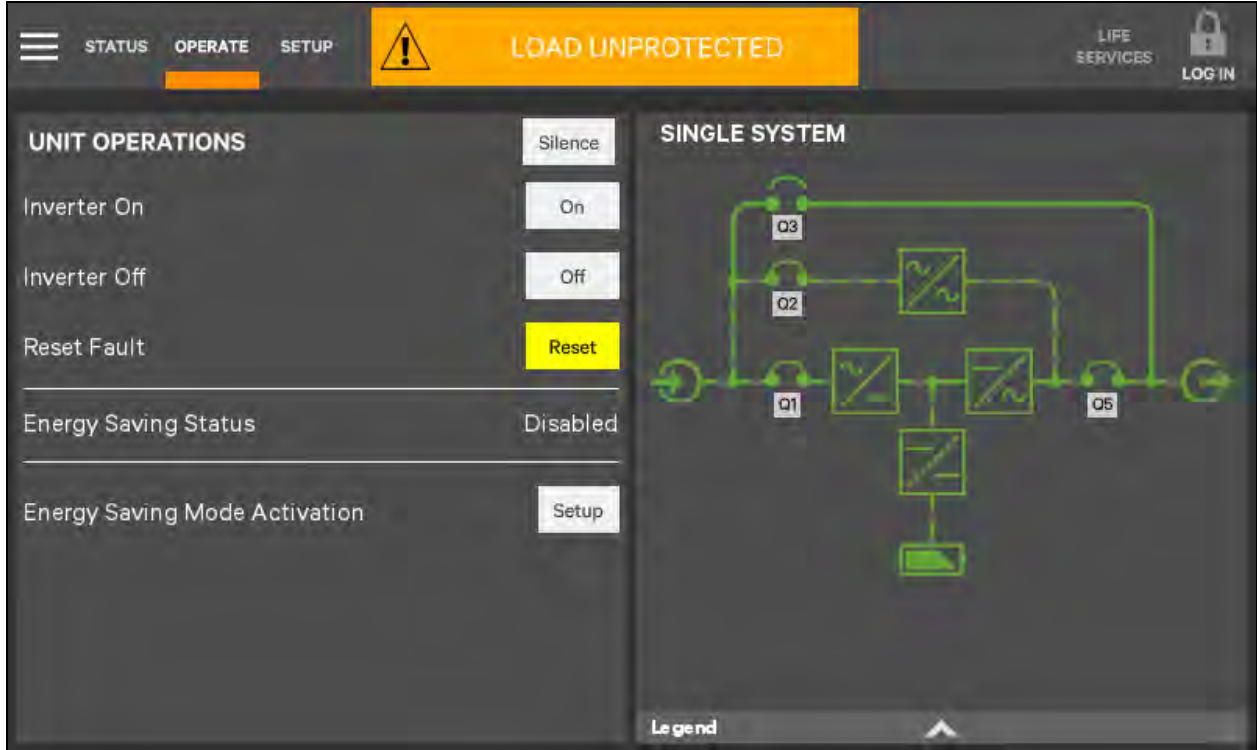 STATUS OPERATE SETUP
LOAD UNPROTECTED
LIFE
SERVICES
LOG IN
UNIT OPERATIONS
Silence
Inverter On
On
Inverter Off
Off
Reset Fault
Reset
Energy Saving Status
Disabled
Energy Saving Mode Activation
Setup
SINGLE SYSTEM
Q3
Q2
Q1
Q5
Legend